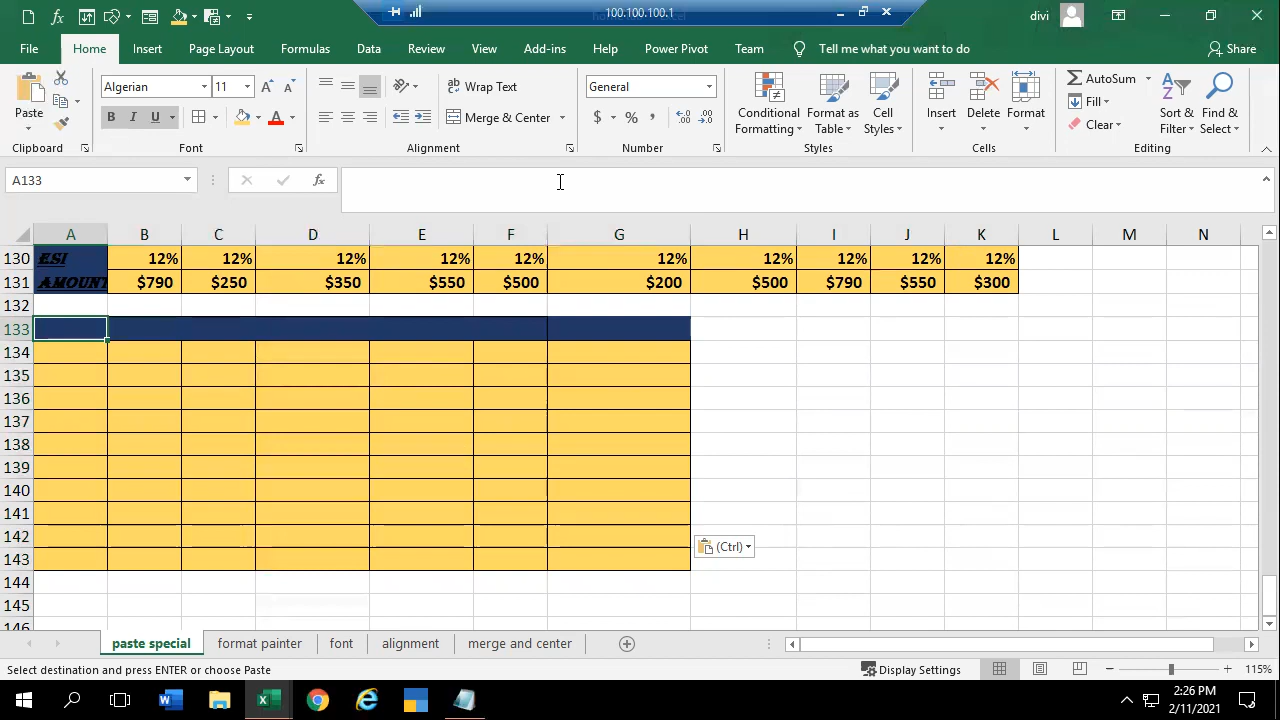 100.100.100.1
divi
File Home Insert Page Layout Formulas Data Review View Add-ins Help Power Pivot Team Tell me what you want to do Share
Paste
Clipboard
Algerian 11
B I U
Font
Wrap Text
Merge & Center
Alignment
General
$ % ,
Number
Conditional Formatting
Format as Table
Cell Styles
Styles
Insert Delete Format
Cells
AutoSum
Fill
Clear
Sort & Filter
Find & Select
Editing
A133
fx
A B C D E F G H I J K L M N
130 ESI 12% 12% 12% 12% 12% 12% 12% 12% 12% 12%
131 AMOUNT $790 $250 $350 $550 $500 $200 $500 $790 $550 $300
132
133
134
135
136
137
138
139
140
141
142
143
(Ctrl)
144
145
146
paste special format painter font alignment merge and center
Select destination and press ENTER or choose Paste
Display Settings
115%
2:26 PM
2/11/2021